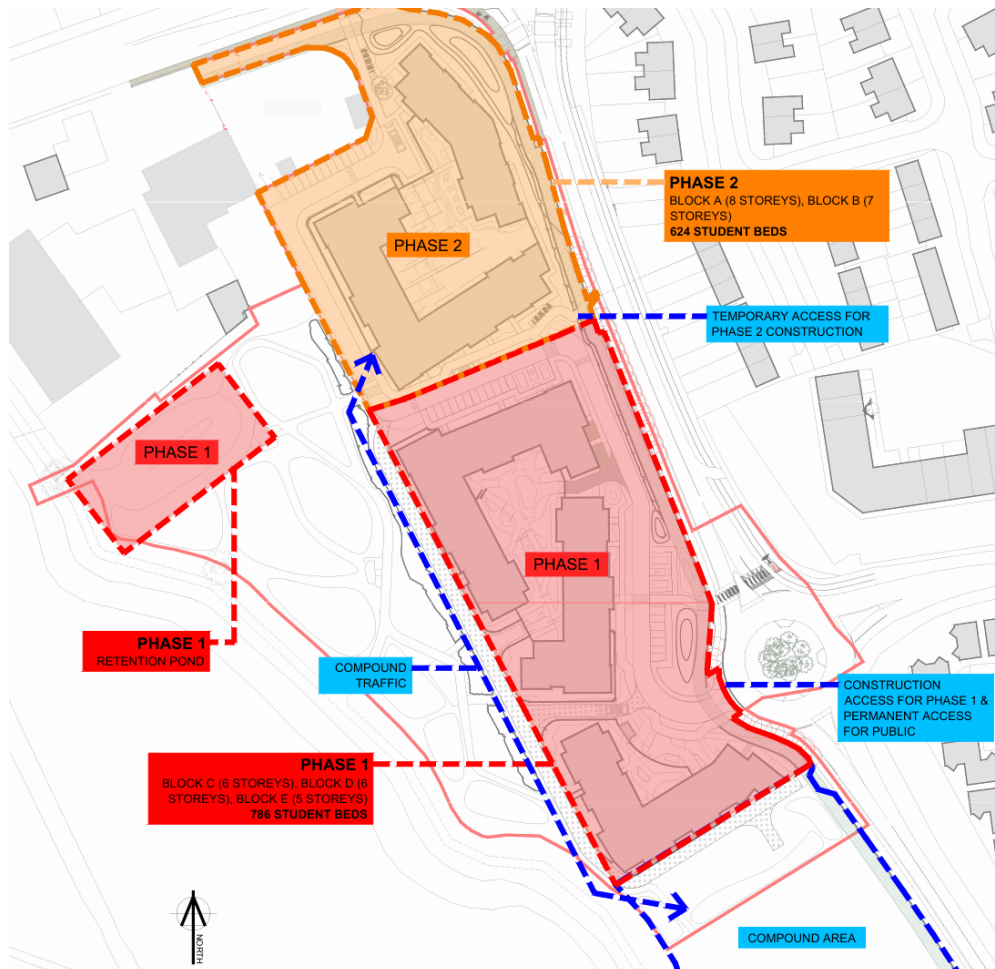 PHASE 2
BLOCK A (8 STOREYS), BLOCK B (7
STOREYS)
624 STUDENT BEDS
PHASE 2
TEMPORARY ACCESS FOR
PHASE 2 CONSTRUCTION
PHASE 1
PHASE 1
PHASE 1
RETENTION POND
COMPOUND
TRAFFIC
CONSTRUCTION
ACCESS FOR PHASE 1 &
PERMANENT ACCESS
FOR PUBLIC
PHASE 1
BLOCK C (6 STOREYS), BLOCK D (6
STOREYS), BLOCK E (5 STOREYS)
786 STUDENT BEDS
NORTH
COMPOUND AREA